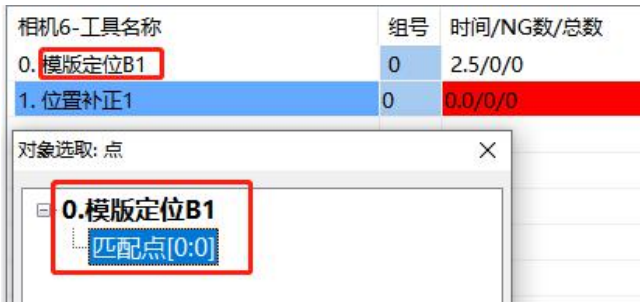 相机6-工具名称 组号 时间/NG数/总数
0. 模版定位B1 0 2.5/0/0
1. 位置补正1 0 0.0/0/0
对象选取: 点
0.模版定位B1
匹配点[0:0]